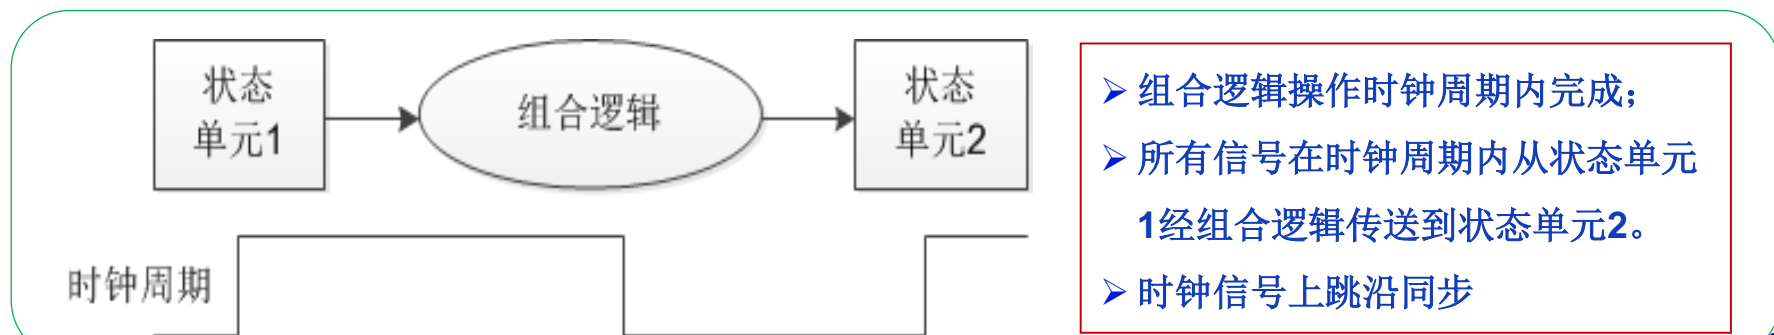 状态
单元1
组合逻辑
状态
单元2
时钟周期
➢ 组合逻辑操作时钟周期内完成；
➢ 所有信号在时钟周期内从状态单元
1经组合逻辑传送到状态单元2。
➢ 时钟信号上跳沿同步